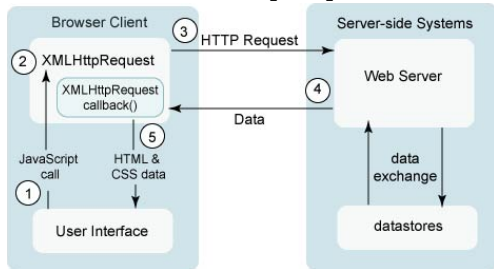 Browser Client
Server-side Systems
3
HTTP Request
2
XMLHttpRequest
Web Server
XMLHttpRequest
callback()
4
Data
5
JavaScript
call
HTML &
CSS data
data
exchange
1
User Interface
datastores